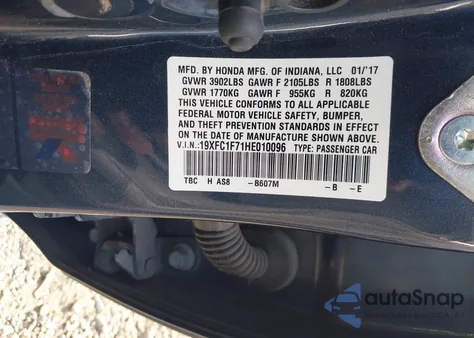 MFD. BY HONDA MFG. OF INDIANA, LLC 01/'17
GVWR 3902LBS GAWR F 2105LBS R 1808LBS
GVWR 1770KG GAWR F 955KG R 820KG
THIS VEHICLE CONFORMS TO ALL APPLICABLE
FEDERAL MOTOR VEHICLE SAFETY, BUMPER,
AND THEFT PREVENTION STANDARDS IN EFFECT
ON THE DATE OF MANUFACTURE SHOWN ABOVE.
V.I.N.:19XFC1F71HE010096 TYPE: PASSENGER CAR
TBC H AS8 -B607M -B -E
autoSnap